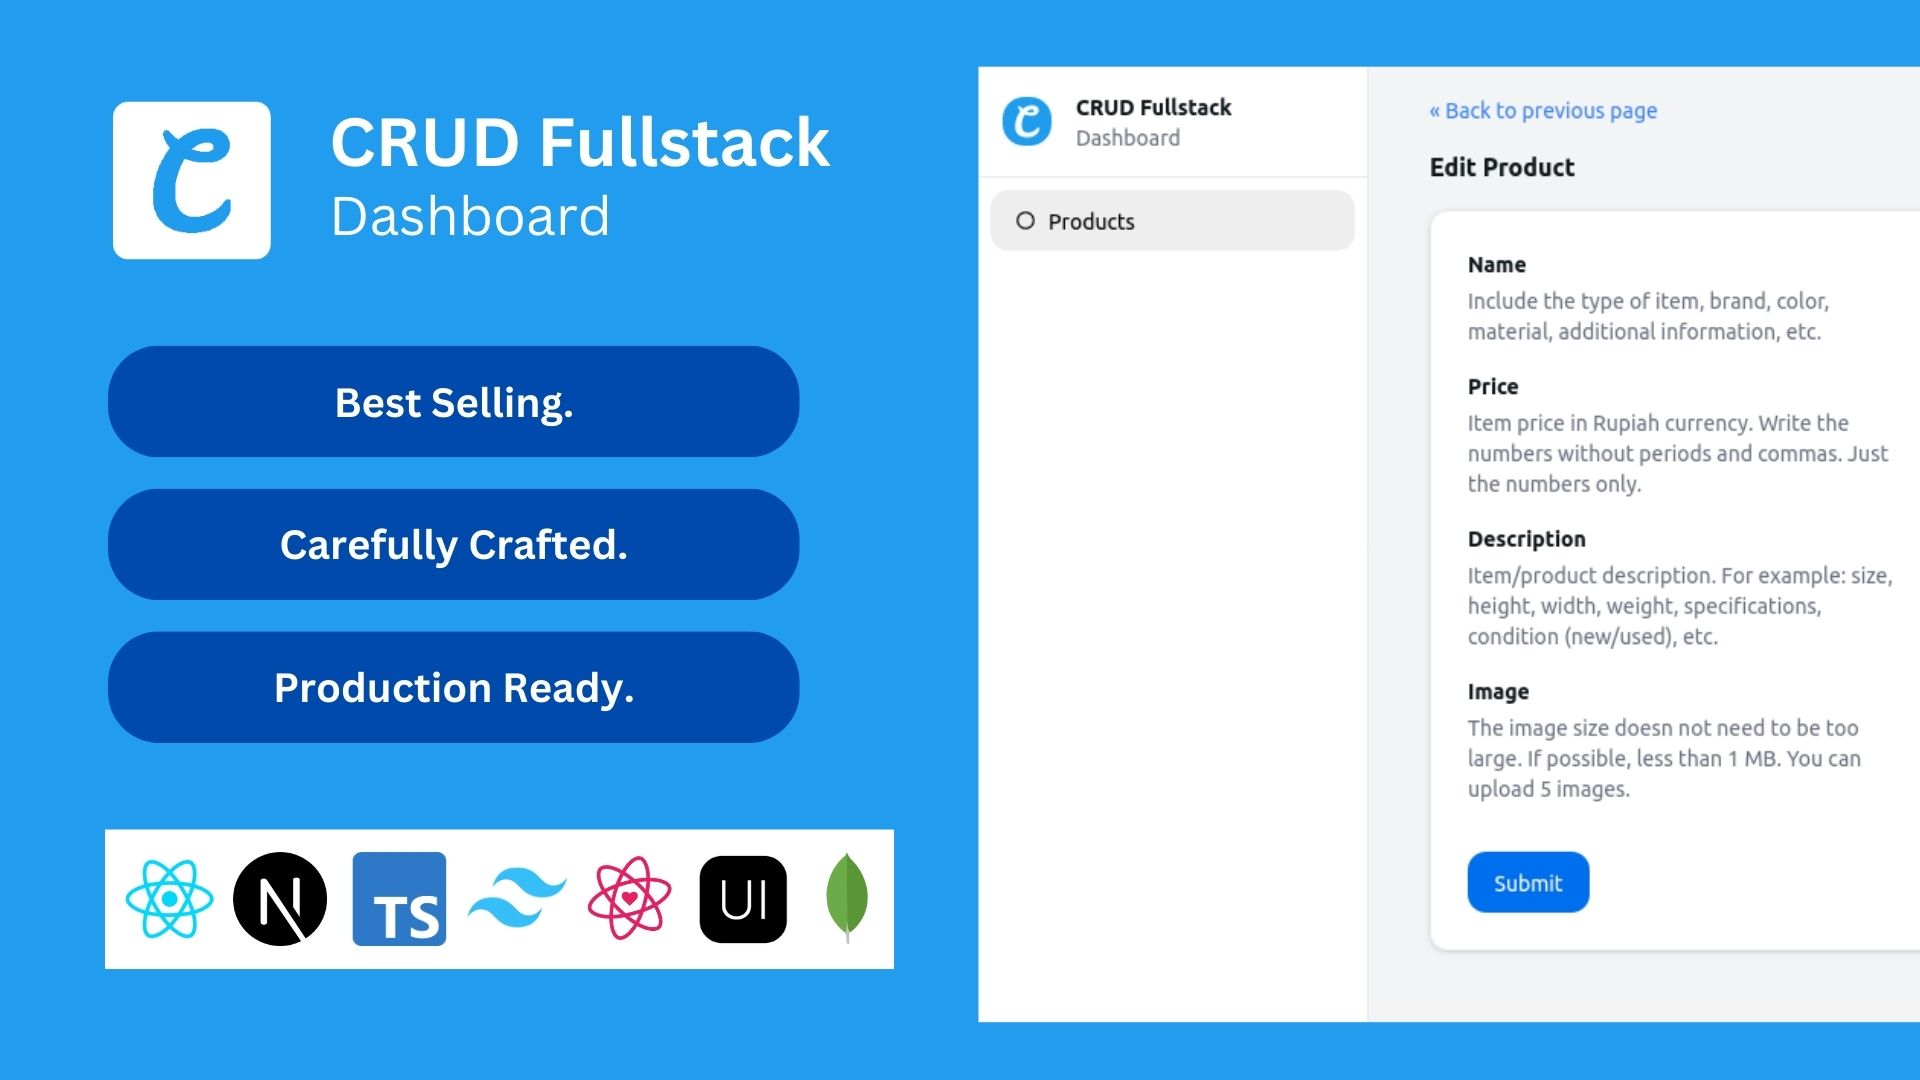 C
CRUD Fullstack
Dashboard
Best Selling.
Carefully Crafted.
Production Ready.
N
TS
UI
C
CRUD Fullstack
Dashboard
Products
« Back to previous page
Edit Product
Name
Include the type of item, brand, color,
material, additional information, etc.
Price
Item price in Rupiah currency. Write the
numbers without periods and commas. Just
the numbers only.
Description
Item/product description. For example: size,
height, width, weight, specifications,
condition (new/used), etc.
Image
The image size doesn not need to be too
large. If possible, less than 1 MB. You can
upload 5 images.
Submit